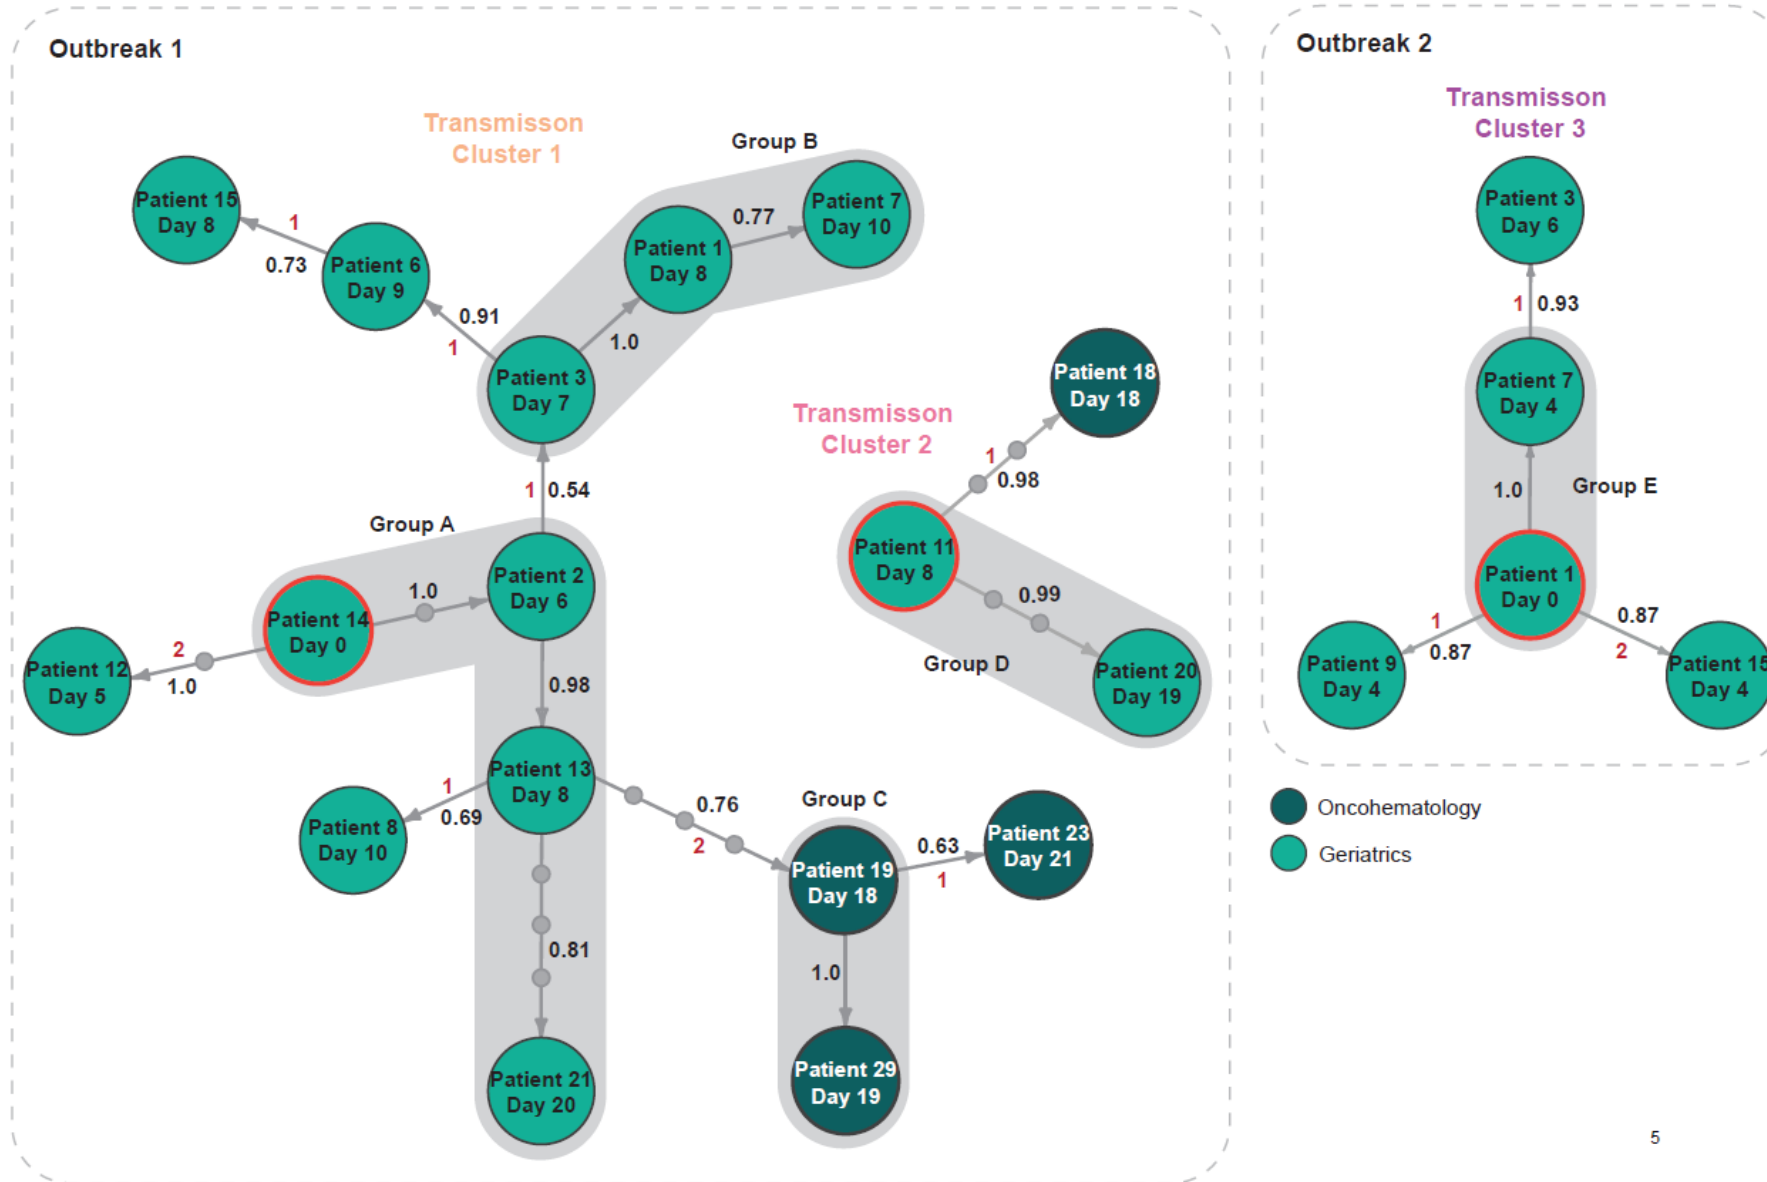 Outbreak 1
Transmisson
Cluster 1
Group B
Patient 15
Day 8
1
0.73
Patient 6
Day 9
0.91
1
Patient 1
Day 8
0.77
Patient 7
Day 10
1.0
Patient 3
Day 7
1
0.54
Group A
Patient 14
Day 0
1.0
Patient 2
Day 6
Patient 12
Day 5
2
1.0
0.98
Patient 13
Day 8
1
0.69
Patient 8
Day 10
0.81
Patient 21
Day 20
0.76
2
Group C
Patient 19
Day 18
0.63
1
Patient 23
Day 21
1.0
Patient 29
Day 19
Transmisson
Cluster 2
Patient 18
Day 18
1
0.98
Patient 11
Day 8
0.99
Group D
Patient 20
Day 19
Outbreak 2
Transmisson
Cluster 3
Patient 3
Day 6
1
0.93
Patient 7
Day 4
1.0
Group E
Patient 1
Day 0
1
0.87
Patient 9
Day 4
0.87
2
Patient 15
Day 4
Oncohematology
Geriatrics
5